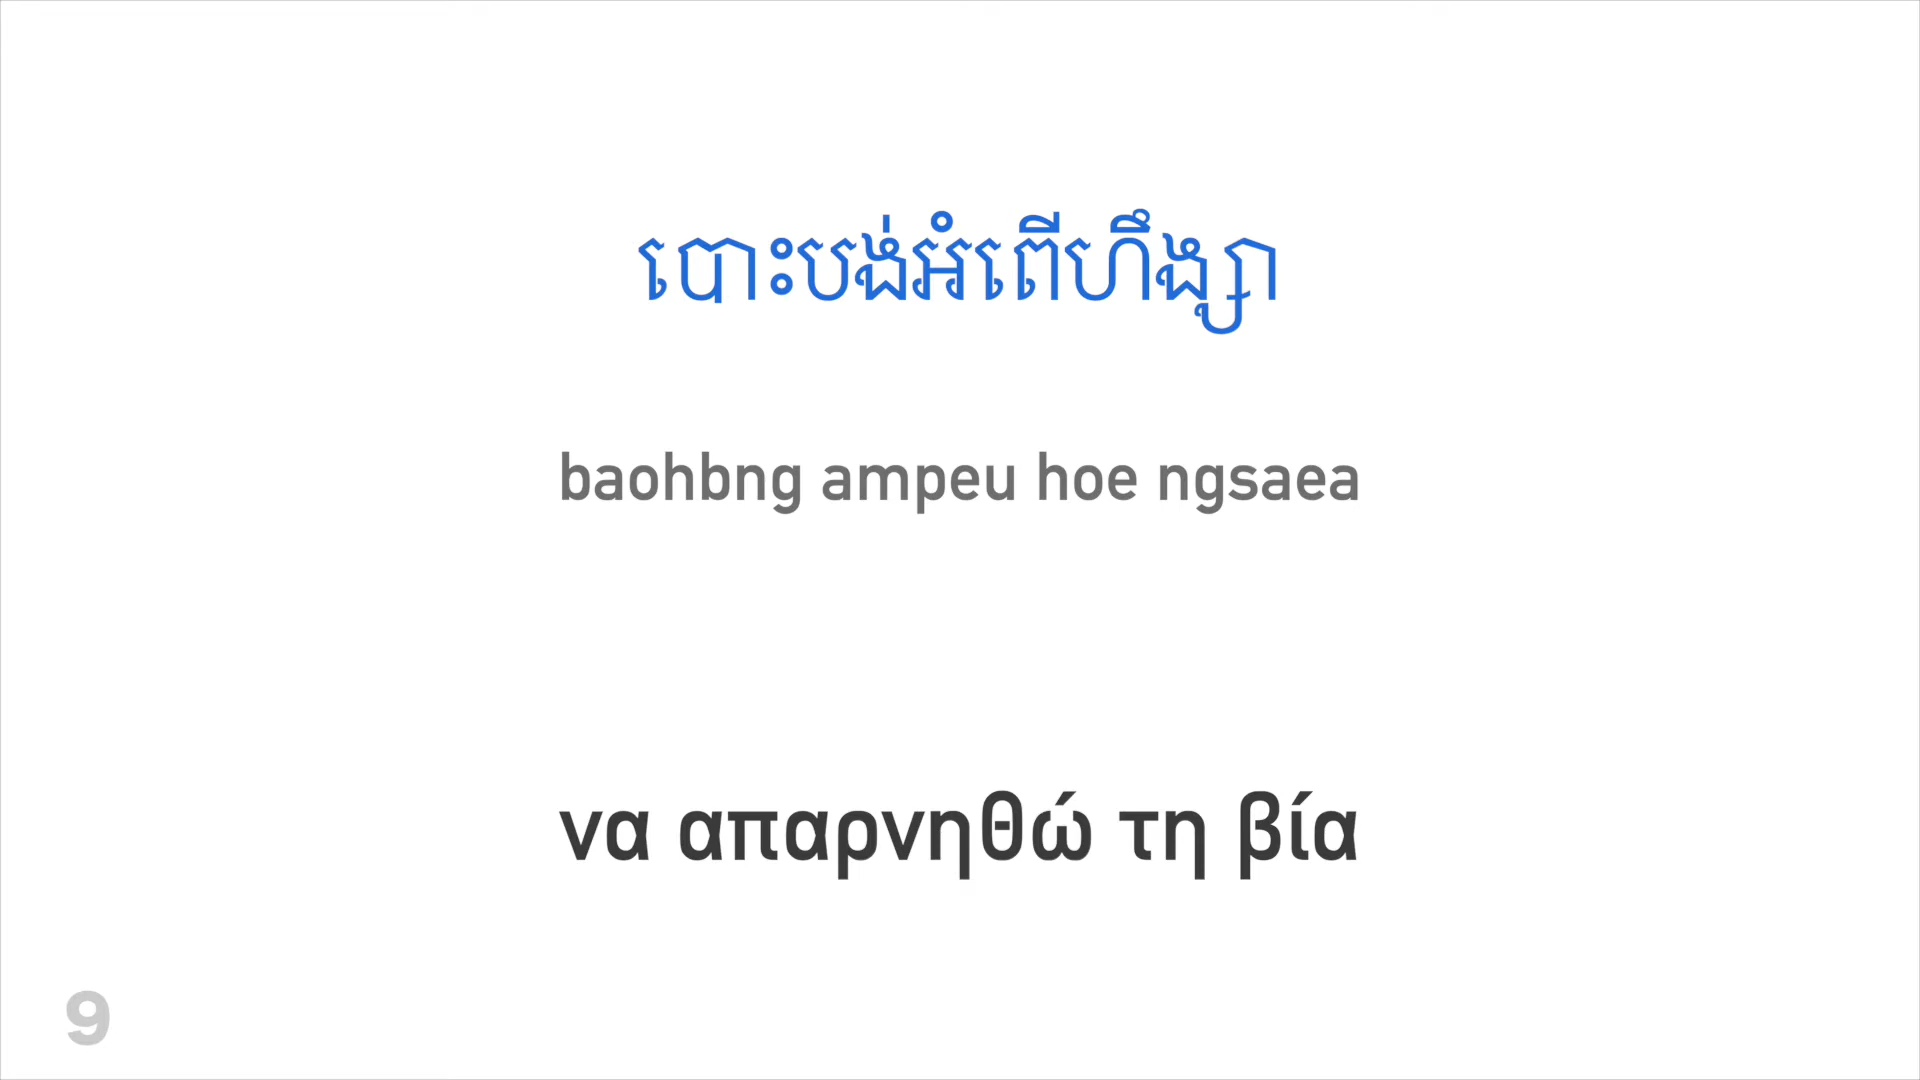 បោះបង់អំពើហឹង្សា
baohbng ampeu hoe ngsaea
να απαρνηθώ τη βία
9